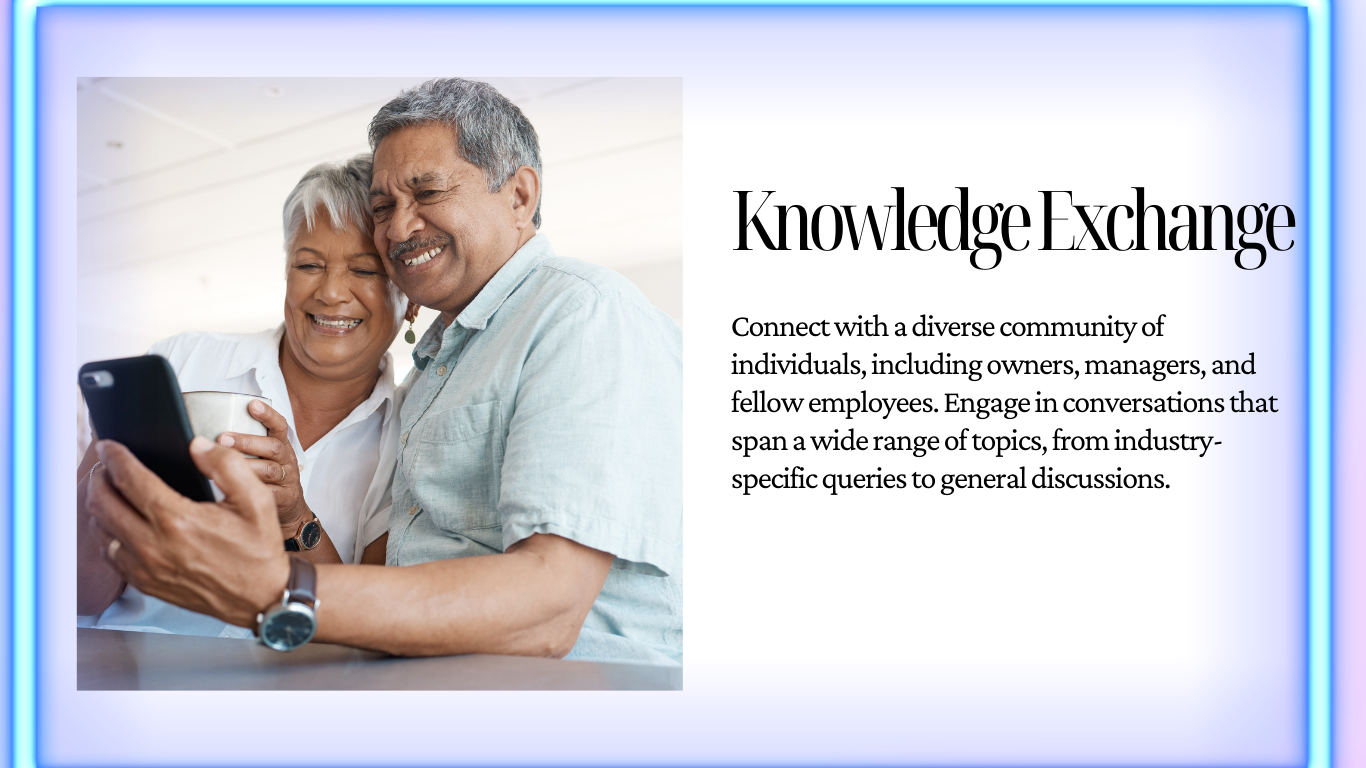 Knowledge Exchange
Connect with a diverse community of
individuals, including owners, managers, and
fellow employees. Engage in conversations that
span a wide range of topics, from industry-
specific queries to general discussions.